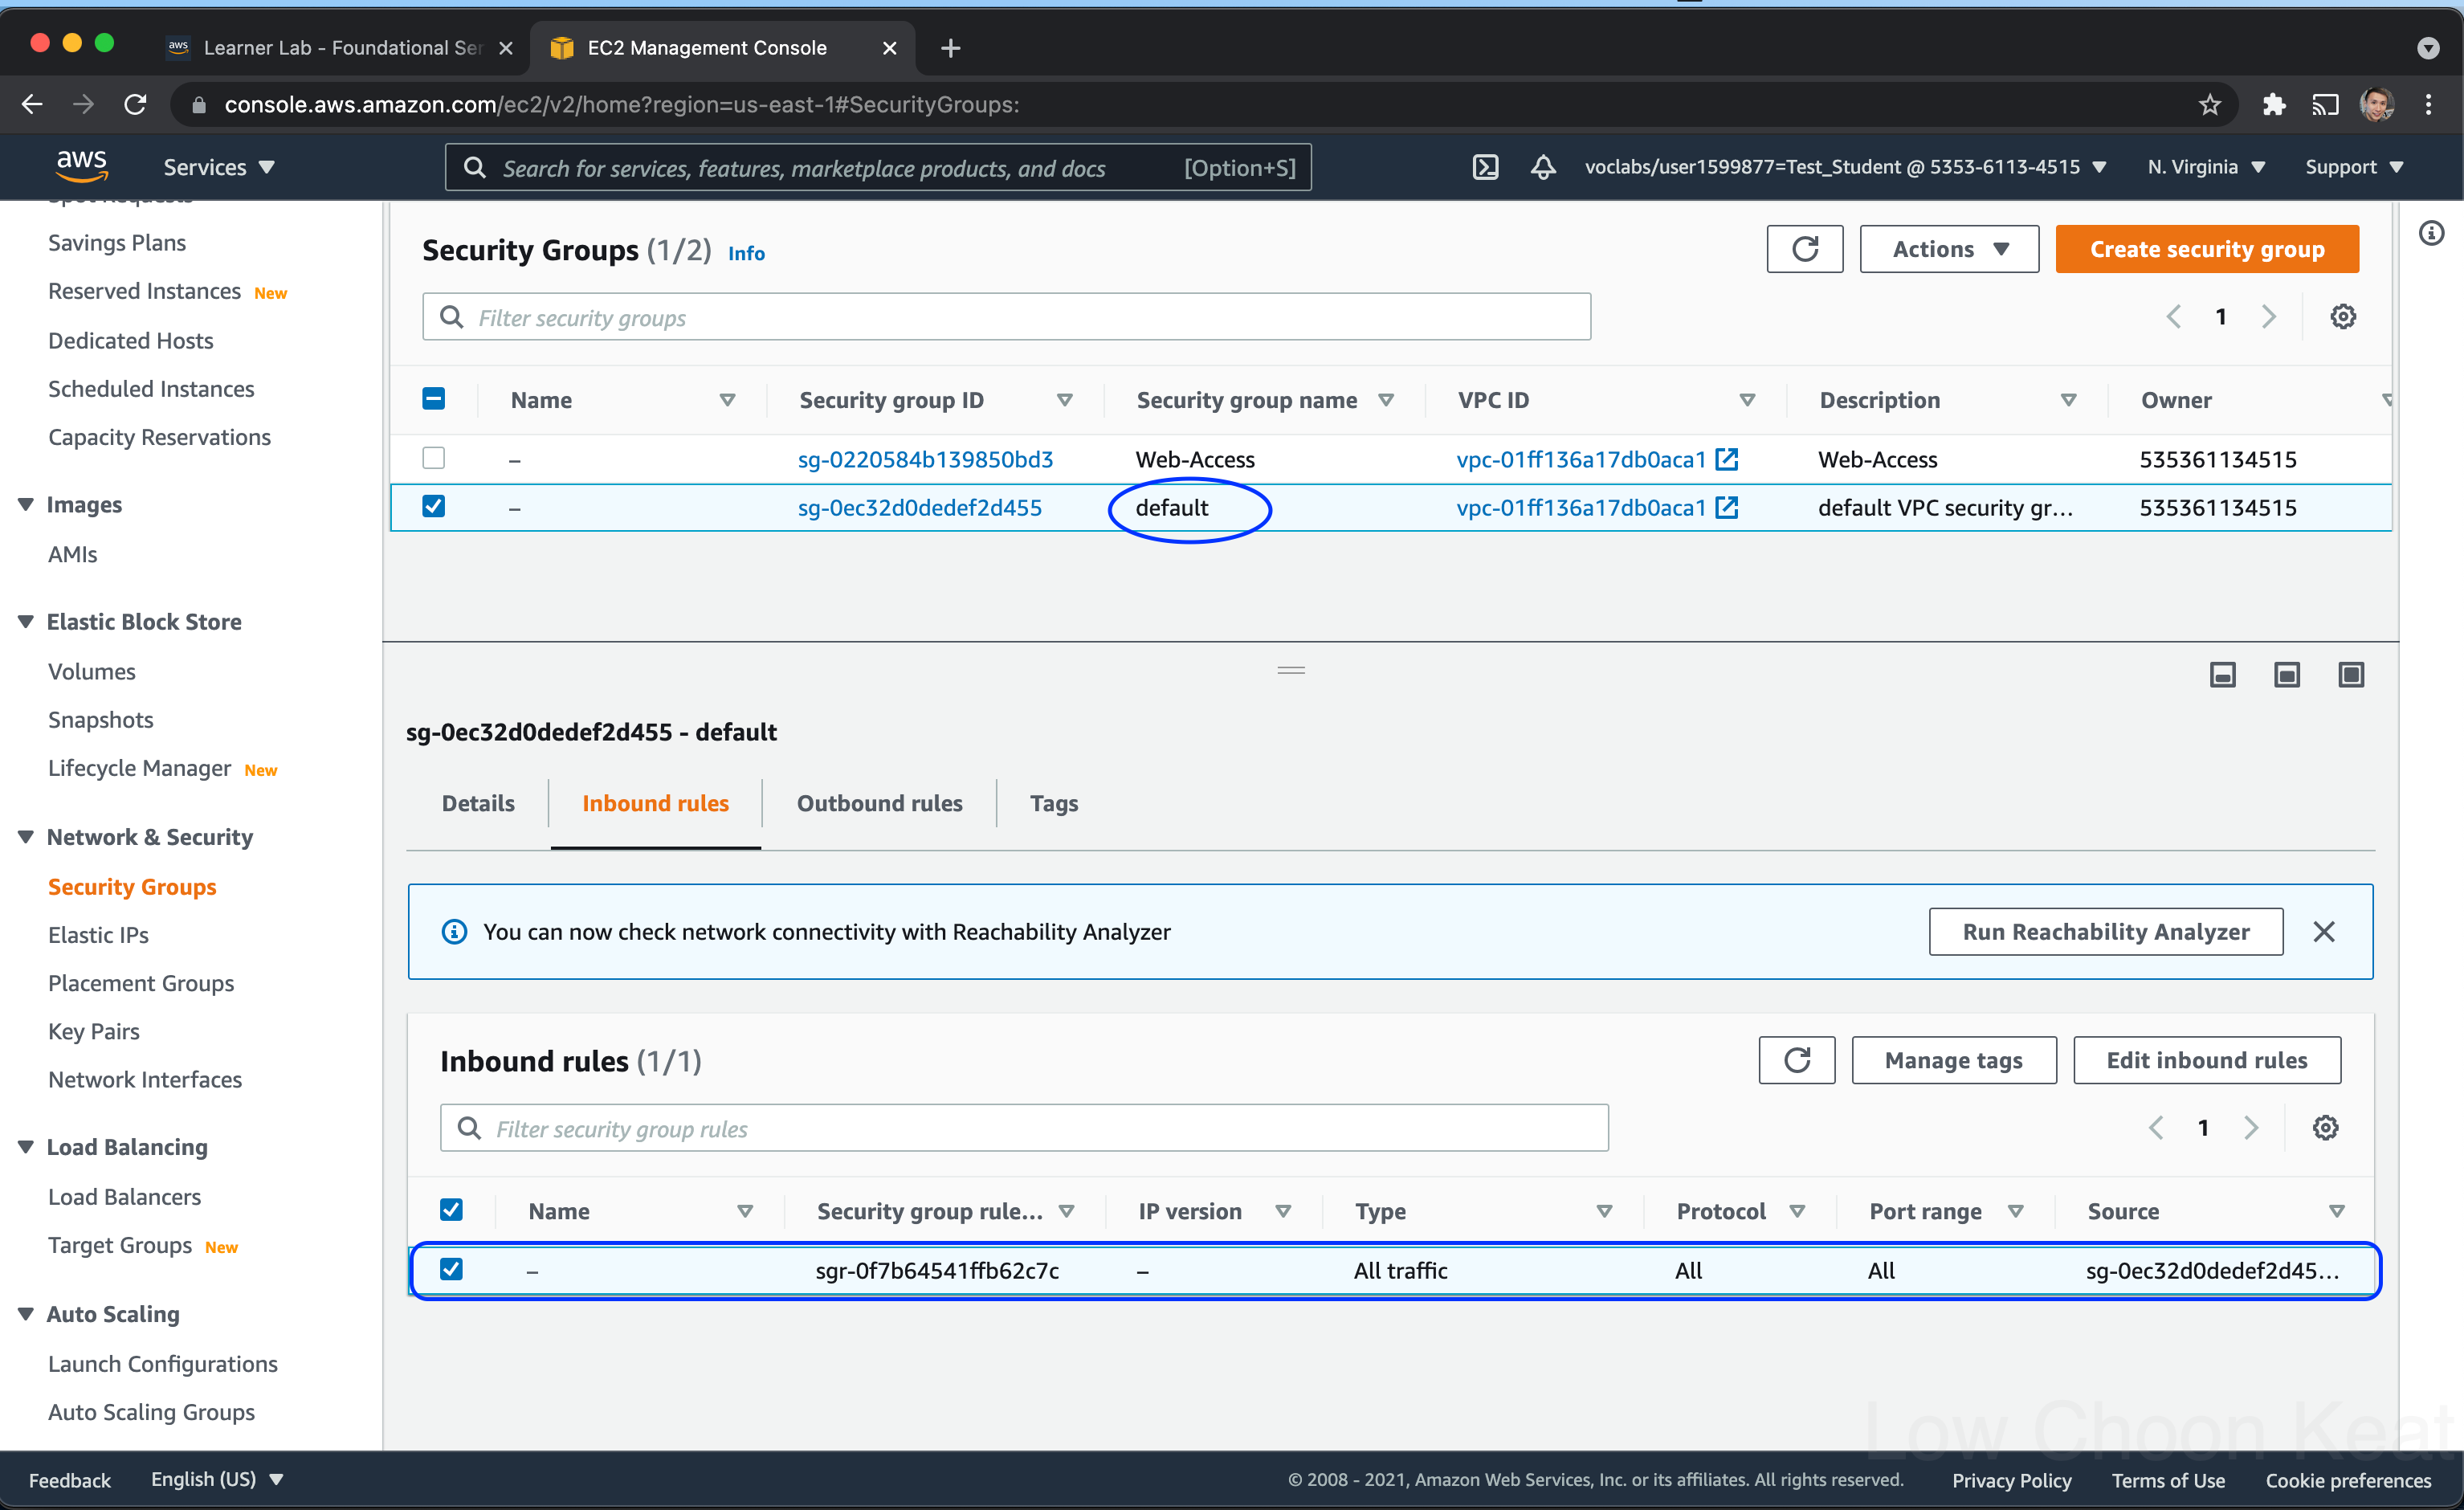 Learner Lab - Foundational Ser
EC2 Management Console
console.aws.amazon.com/ec2/v2/home?region=us-east-1#SecurityGroups:
aws
Services
Search for services, features, marketplace products, and docs [Option+S]
voclabs/user1599877=Test_Student @ 5353-6113-4515
N. Virginia
Support
Spot Requests
Savings Plans
Reserved Instances New
Dedicated Hosts
Scheduled Instances
Capacity Reservations
Images
AMIs
Elastic Block Store
Volumes
Snapshots
Lifecycle Manager New
Network & Security
Security Groups
Elastic IPs
Placement Groups
Key Pairs
Network Interfaces
Load Balancing
Load Balancers
Target Groups New
Auto Scaling
Launch Configurations
Auto Scaling Groups
Security Groups (1/2) Info
Actions
Create security group
Filter security groups
1
Name Security group ID Security group name VPC ID Description Owner
– sg-0220584b139850bd3 Web-Access vpc-01ff136a17db0aca1 Web-Access 535361134515
– sg-0ec32d0dedef2d455 default vpc-01ff136a17db0aca1 default VPC security gr... 535361134515
sg-0ec32d0dedef2d455 - default
Details Inbound rules Outbound rules Tags
You can now check network connectivity with Reachability Analyzer
Run Reachability Analyzer
Inbound rules (1/1)
Manage tags
Edit inbound rules
Filter security group rules
1
Name Security group rule... IP version Type Protocol Port range Source
– sgr-0f7b64541ffb62c7c – All traffic All All sg-0ec32d0dedef2d45...
Low Choon Keat
Feedback English (US) © 2008 - 2021, Amazon Web Services, Inc. or its affiliates. All rights reserved. Privacy Policy Terms of Use Cookie preferences